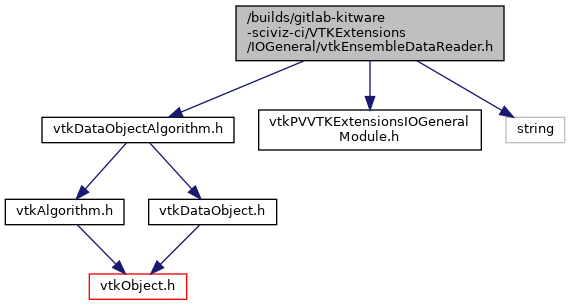 /builds/gitlab-kitware
-sciviz-ci/VTKExtensions
/IOGeneral/vtkEnsembleDataReader.h
vtkDataObjectAlgorithm.h
vtkPVVTKExtensionsIOGeneral
Module.h
string
vtkAlgorithm.h
vtkDataObject.h
vtkObject.h